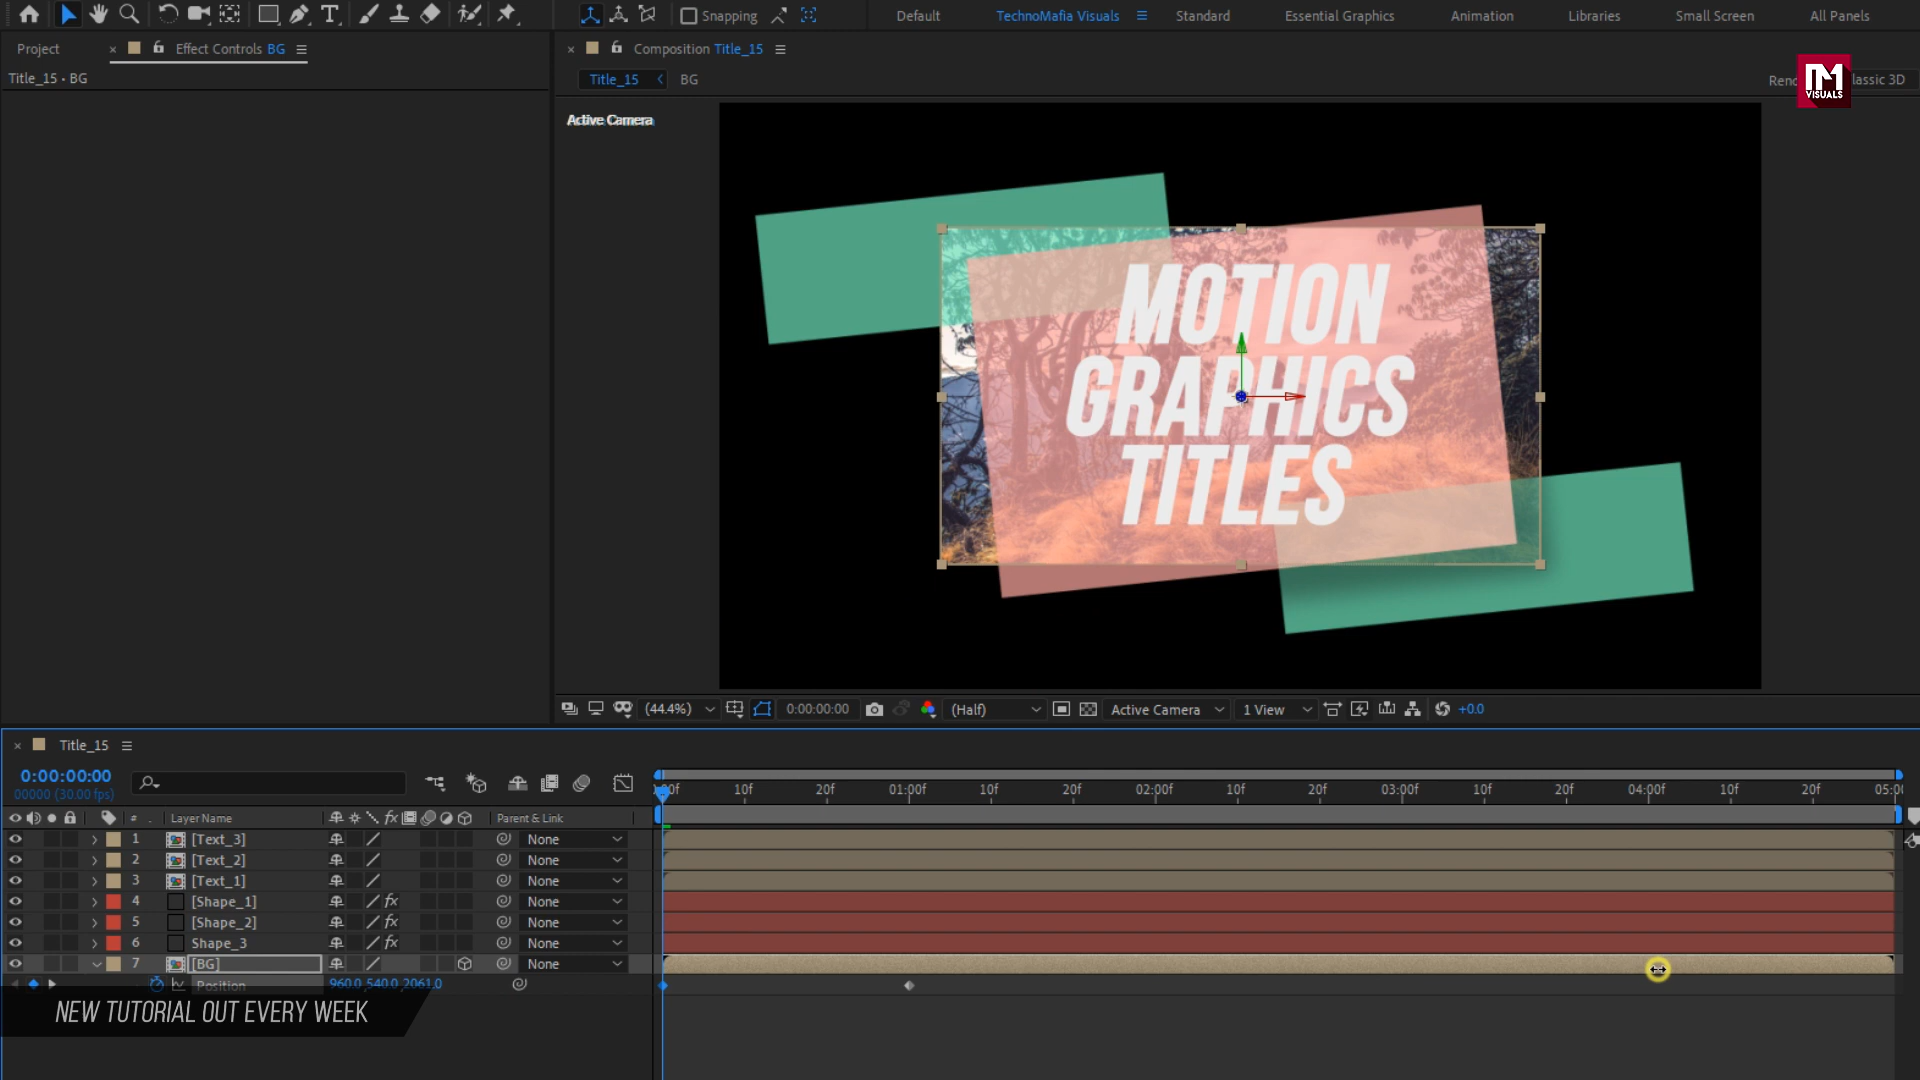 Snapping
Default
TechnoMafia Visuals
Standard
Essential Graphics
Animation
Libraries
Small Screen
All Panels
Project
Effect Controls BG
Composition Title_15
Title_15 • BG
Title_15
BG
lassic 3D
VISUALS
Active Camera
MOTION
GRAPHICS
TITLES
(44.4%)
0:00:00:00
(Half)
Active Camera
1 View
+0.0
Title_15
0:00:00:00
00000 (30.00 fps)
10f 20f 01:00f 10f 20f 02:00f 10f 20f 03:00f 10f 20f 04:00f 10f 20f
# Layer Name Parent & Link
1 [Text_3] None
2 [Text_2] None
3 [Text_1] None
4 [Shape_1] fx None
5 [Shape_2] fx None
6 Shape_3 fx None
7 [BG] None
Position 960.0,540.0,2061.0
NEW TUTORIAL OUT EVERY WEEK